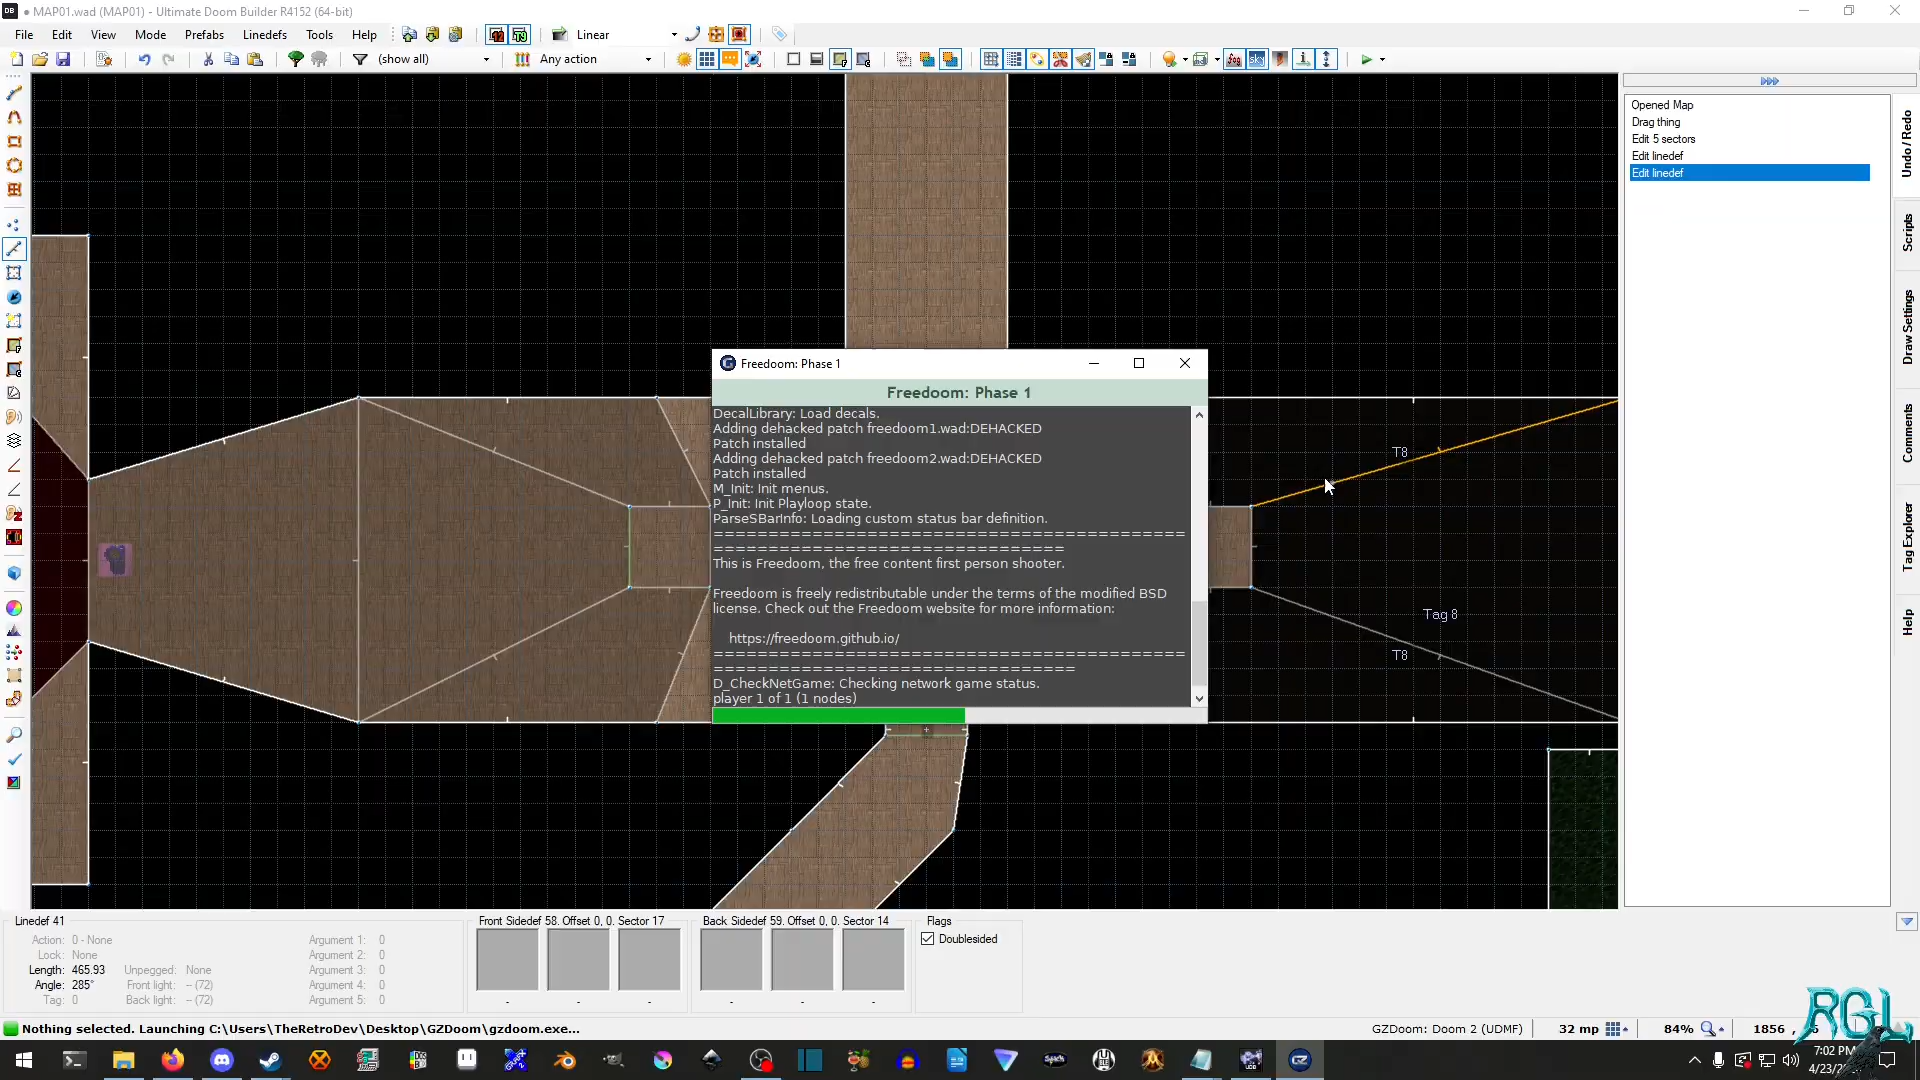 ● MAP01.wad (MAP01) - Ultimate Doom Builder R4152 (64-bit)
File Edit View Mode Prefabs Linedefs Tools Help
Linear
(show all)
Any action
Opened Map
Drag thing
Edit 5 sectors
Edit linedef
Edit linedef
Undo / Redo
Scripts
Draw Settings
Comments
Tag Explorer
Help
Freedoom: Phase 1
Freedoom: Phase 1
DecalLibrary: Load decals.
Adding dehacked patch freedoom1.wad:DEHACKED
Patch installed
Adding dehacked patch freedoom2.wad:DEHACKED
Patch installed
M_Init: Init menus.
P_Init: Init Playloop state.
ParseSBarInfo: Loading custom status bar definition.
This is Freedoom, the free content first person shooter.
Freedoom is freely redistributable under the terms of the modified BSD
license. Check out the Freedoom website for more information:
https://freedoom.github.io/
D_CheckNetGame: Checking network game status.
player 1 of 1 (1 nodes)
T8
Tag 8
T8
Linedef 41
Action: 0 - None
Lock: None
Length: 465.93
Angle: 285°
Tag: 0
Unpegged: None
Front light: -- (72)
Back light: -- (72)
Argument 1: 0
Argument 2: 0
Argument 3: 0
Argument 4: 0
Argument 5: 0
Front Sidedef 58. Offset 0, 0. Sector 17
- - -
Back Sidedef 59. Offset 0, 0. Sector 14
- - -
Flags
Doublesided
Nothing selected. Launching C:\Users\TheRetroDev\Desktop\GZDoom\gzdoom.exe...
GZDoom: Doom 2 (UDMF)
32 mp
84%
1856 ,
RGL
7:02 PM
4/23/2